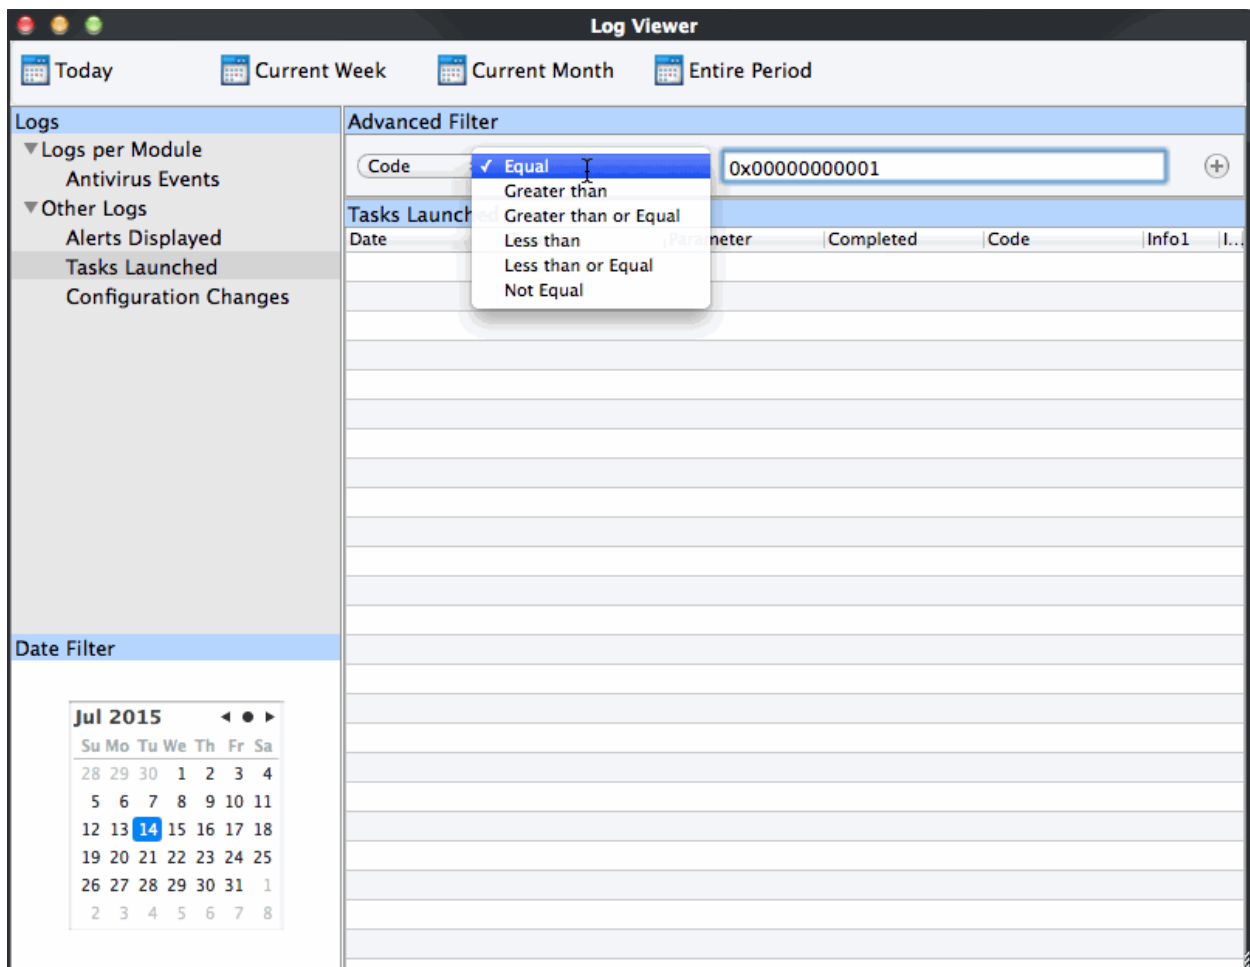 Log Viewer
Today Current Week Current Month Entire Period
Logs
Logs per Module
Antivirus Events
Other Logs
Alerts Displayed
Tasks Launched
Configuration Changes
Advanced Filter
Code ✓ Equal 0x00000000001
Greater than
Greater than or Equal
Less than
Less than or Equal
Not Equal
Tasks Launched
Date Parameter Completed Code Info1 I...
Date Filter
Jul 2015
Su Mo Tu We Th Fr Sa
28 29 30 1 2 3 4
5 6 7 8 9 10 11
12 13 14 15 16 17 18
19 20 21 22 23 24 25
26 27 28 29 30 31 1
2 3 4 5 6 7 8